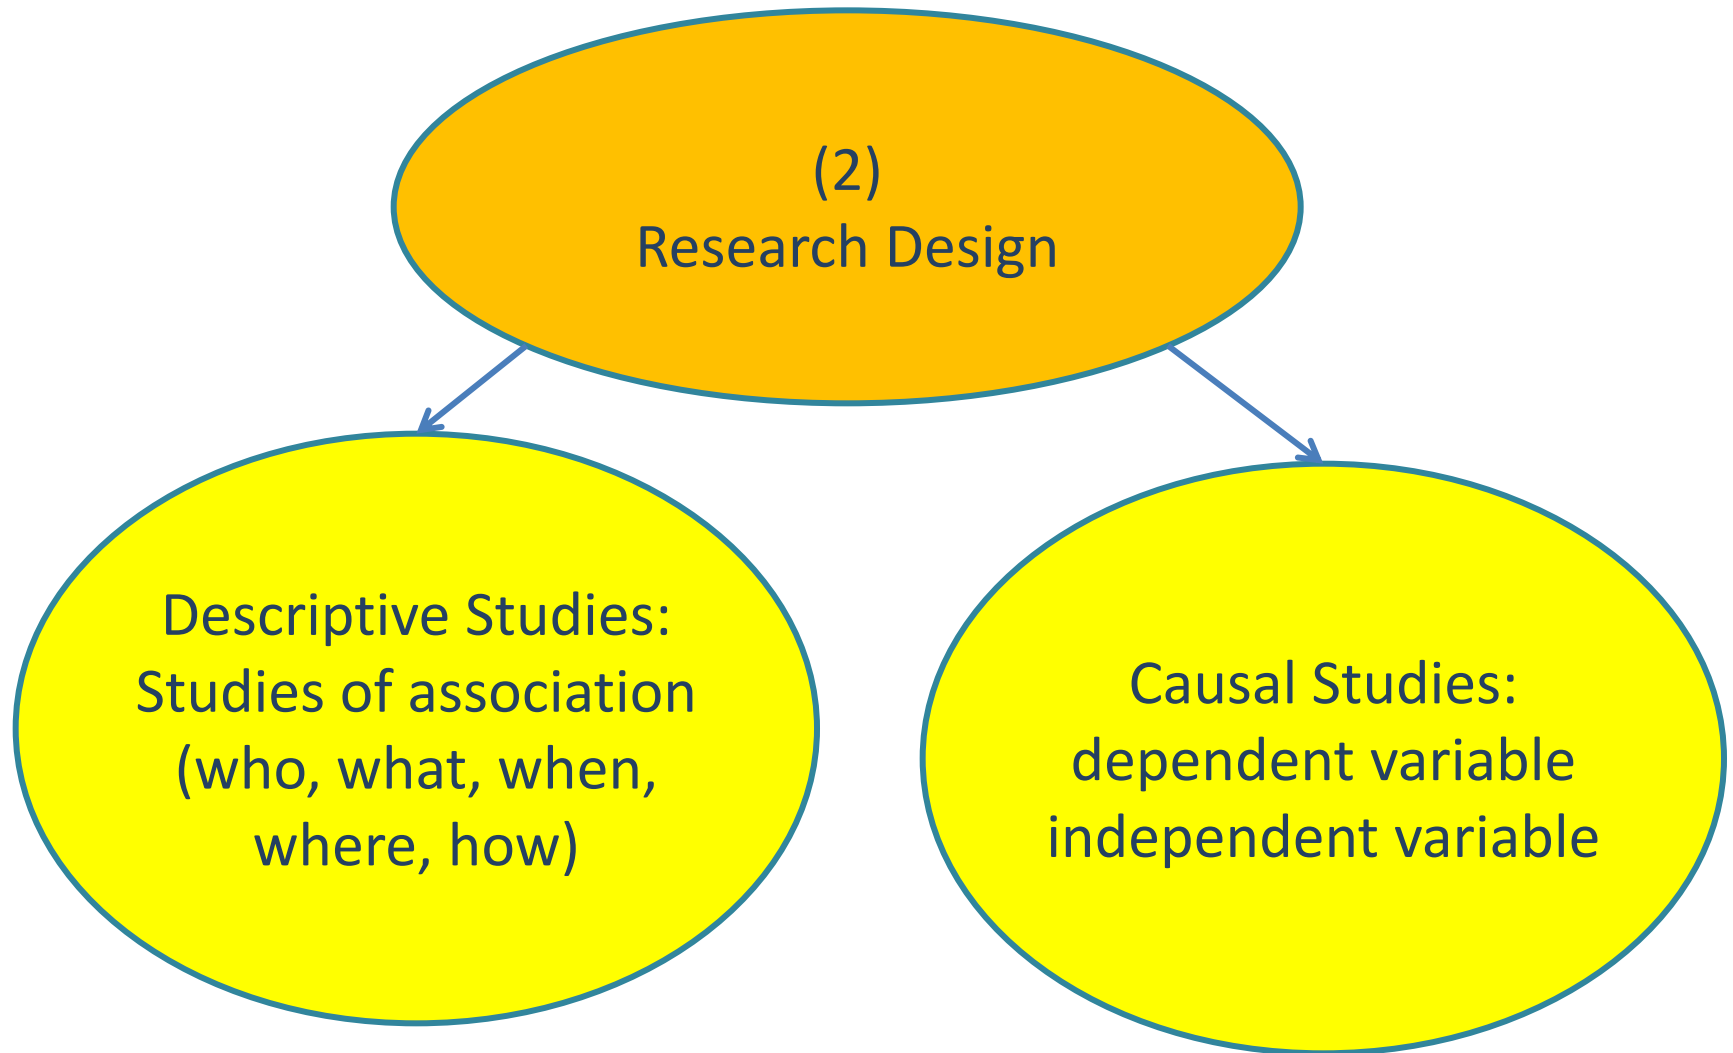 (2)
Research Design
Descriptive Studies:
Studies of association
(who, what, when,
where, how)
Causal Studies:
dependent variable
independent variable